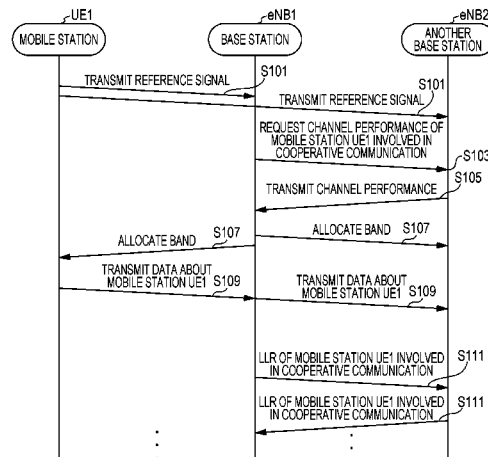 UE1
eNB1
eNB2
MOBILE STATION
BASE STATION
ANOTHER
BASE STATION
TRANSMIT REFERENCE SIGNAL
S101
TRANSMIT REFERENCE SIGNAL
S101
REQUEST CHANNEL PERFORMANCE OF
MOBILE STATION UE1 INVOLVED IN
COOPERATIVE COMMUNICATION
S103
TRANSMIT CHANNEL PERFORMANCE
S105
ALLOCATE BAND
S107
ALLOCATE BAND
S107
TRANSMIT DATA ABOUT
MOBILE STATION UE1
S109
TRANSMIT DATA ABOUT
MOBILE STATION UE1
S109
LLR OF MOBILE STATION UE1 INVOLVED
IN COOPERATIVE COMMUNICATION
S111
LLR OF MOBILE STATION UE1 INVOLVED
IN COOPERATIVE COMMUNICATION
S111